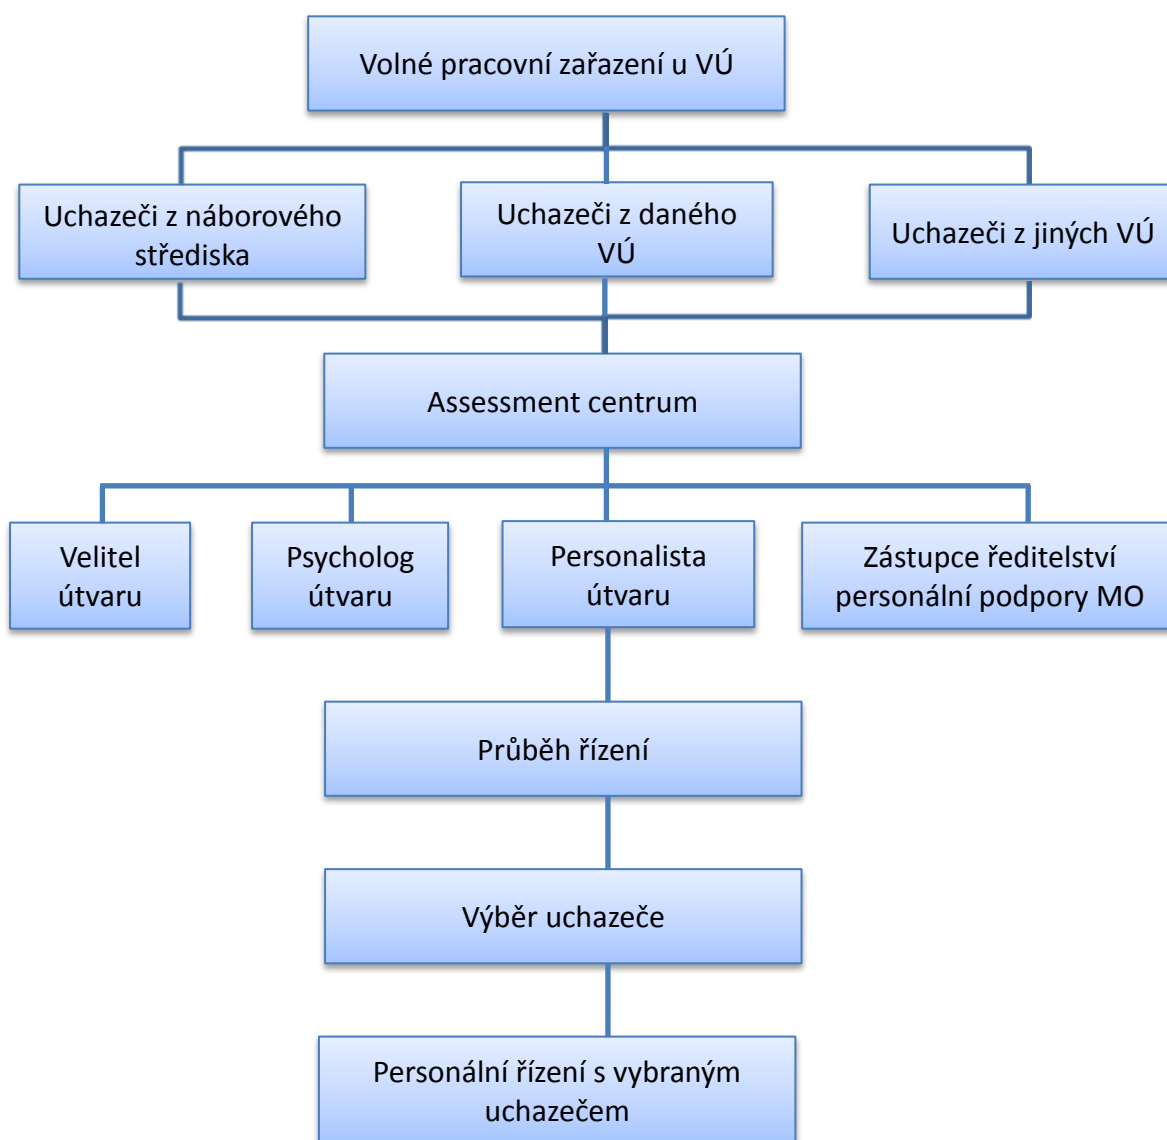 Volné pracovní zařazení u VÚ
Uchazeči z náborového
střediska
Uchazeči z daného
VÚ
Uchazeči z jiných VÚ
Assessment centrum
Velitel
útvaru
Psycholog
útvaru
Personalista
útvaru
Zástupce ředitelství
personální podpory MO
Průběh řízení
Výběr uchazeče
Personální řízení s vybraným
uchazečem